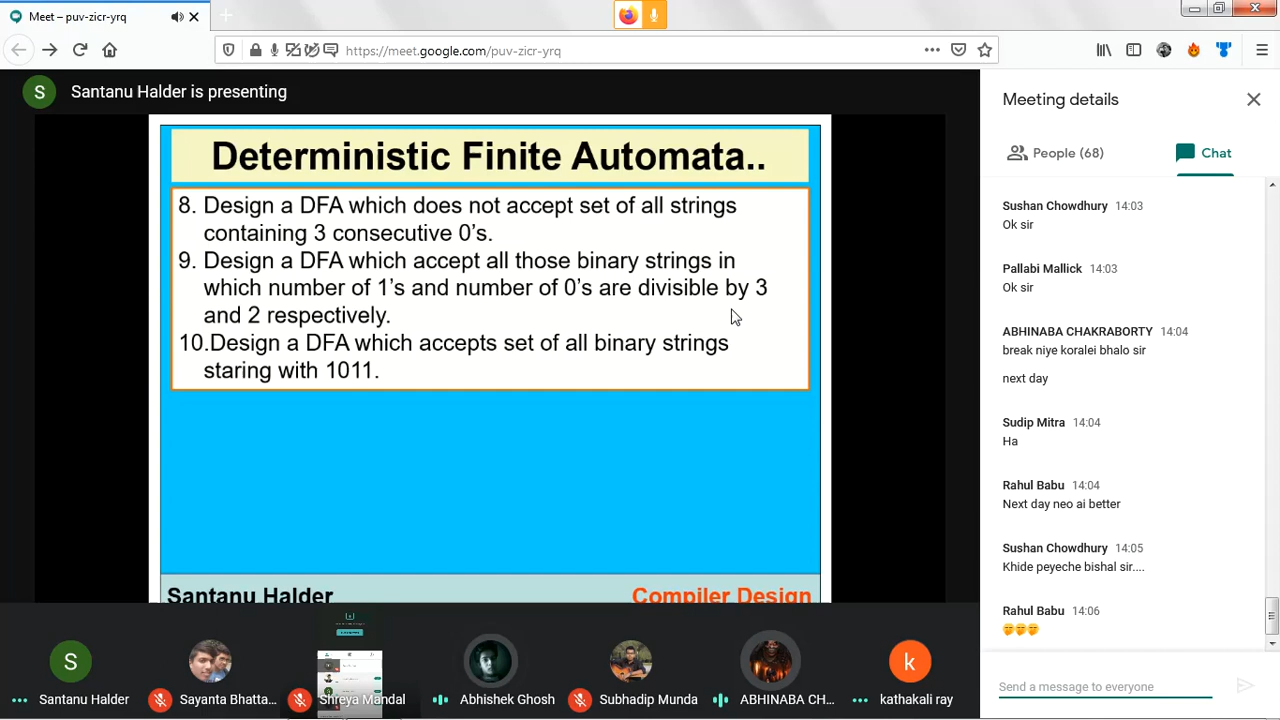 Meet – puv-zicr-yrq
https://meet.google.com/puv-zicr-yrq
S
Santanu Halder is presenting
Deterministic Finite Automata..
8. Design a DFA which does not accept set of all strings
containing 3 consecutive 0's.
9. Design a DFA which accept all those binary strings in
which number of 1's and number of 0's are divisible by 3
and 2 respectively.
10.Design a DFA which accepts set of all binary strings
staring with 1011.
Santanu Halder
Compiler Design
S
Santanu Halder
Sayanta Bhatta...
Shreya Mandal
Abhishek Ghosh
Subhadip Munda
ABHINABA CH...
k
kathakali ray
Meeting details
People (68)
Chat
Sushan Chowdhury 14:03
Ok sir
Pallabi Mallick 14:03
Ok sir
ABHINABA CHAKRABORTY 14:04
break niye koralei bhalo sir
next day
Sudip Mitra 14:04
Ha
Rahul Babu 14:04
Next day neo ai better
Sushan Chowdhury 14:05
Khide peyeche bishal sir....
Rahul Babu 14:06
Send a message to everyone